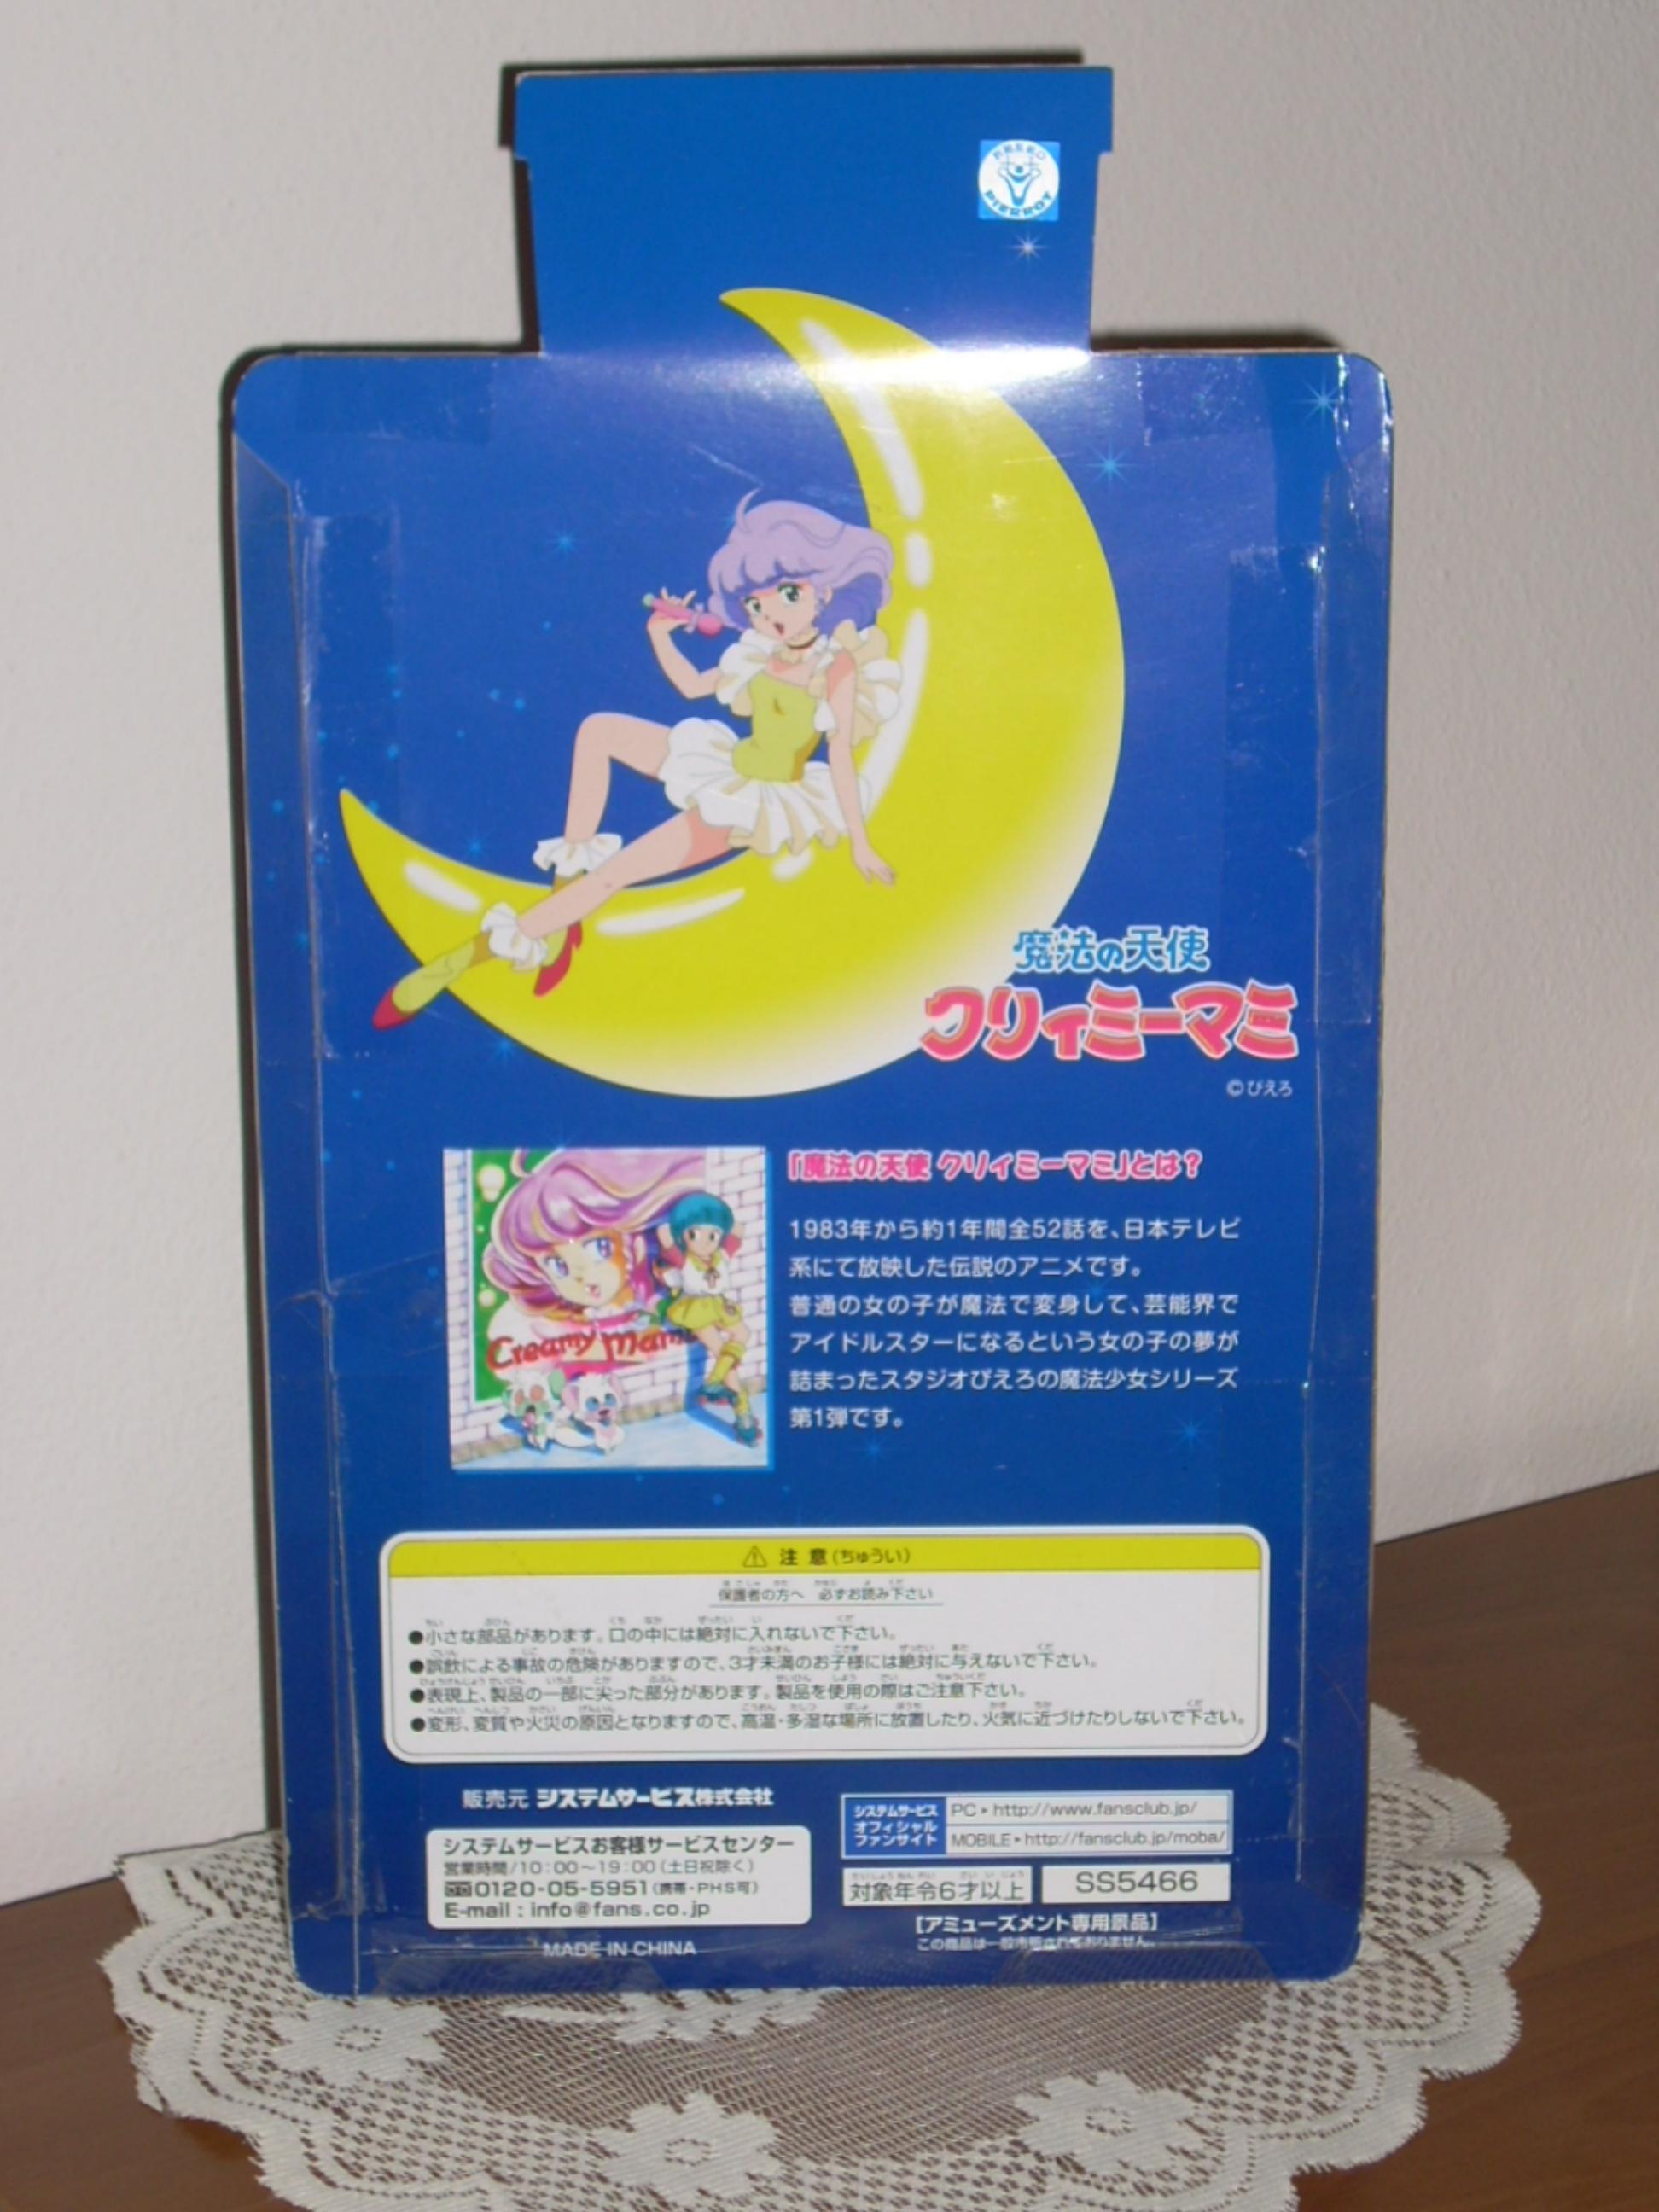 PIERROT
魔法の天使
クリィミーマミ
©ぴえろ
Creamy Mami
「魔法の天使 クリィミーマミ」とは？
1983年から約1年間全52話を、日本テレビ
系にて放映した伝説のアニメです。
普通の女の子が魔法で変身して、芸能界で
アイドルスターになるという女の子の夢が
詰まったスタジオぴえろの魔法少女シリーズ
第1弾です。
⚠ 注 意（ちゅうい）
保護者の方へ 必ずお読み下さい
●小さな部品があります。口の中には絶対に入れないで下さい。
●誤飲による事故の危険がありますので、3才未満のお子様には絶対に与えないで下さい。
●表現上、製品の一部に尖った部分があります。製品を使用の際はご注意下さい。
●変形、変質や火災の原因となりますので、高温・多湿な場所に放置したり、火気に近づけたりしないで下さい。
販売元 システムサービス株式会社
システムサービスお客様サービスセンター
営業時間/10:00～19:00（土日祝除く）
0120-05-5951（携帯・PHS可）
E-mail : info@fans.co.jp
MADE IN CHINA
システムサービス
オフィシャル
ファンサイト
PC▶http://www.fansclub.jp/
MOBILE▶http://fansclub.jp/moba/
対象年令6才以上
SS5466
[アミューズメント専用景品]
この商品は一般市販されておりません。